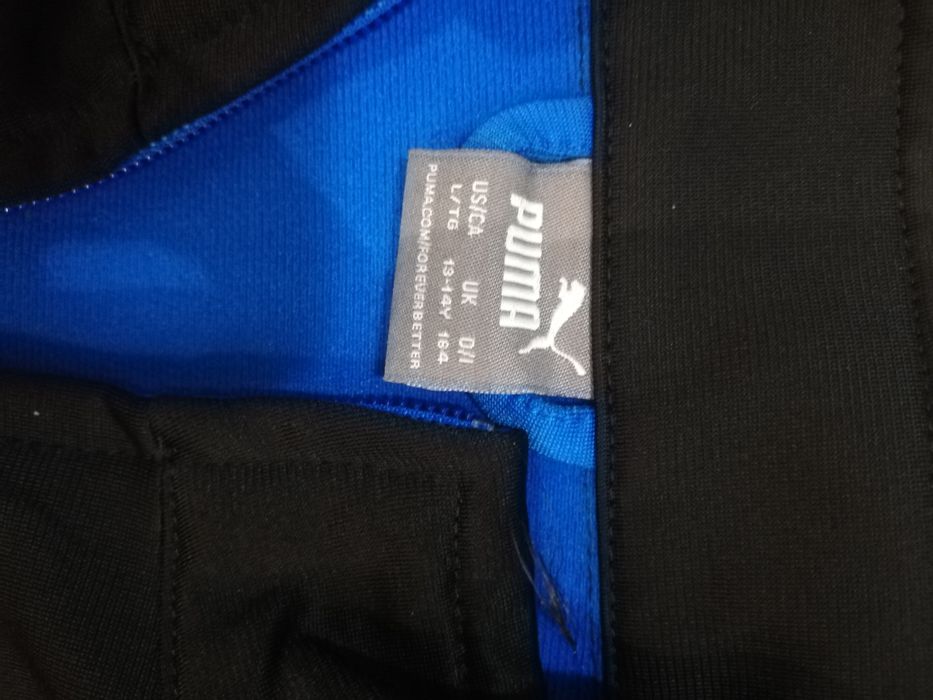 PUMA
US/CA UK D/I
L/TG 13-14Y 164
PUMA.COM/FOREVERBETTER